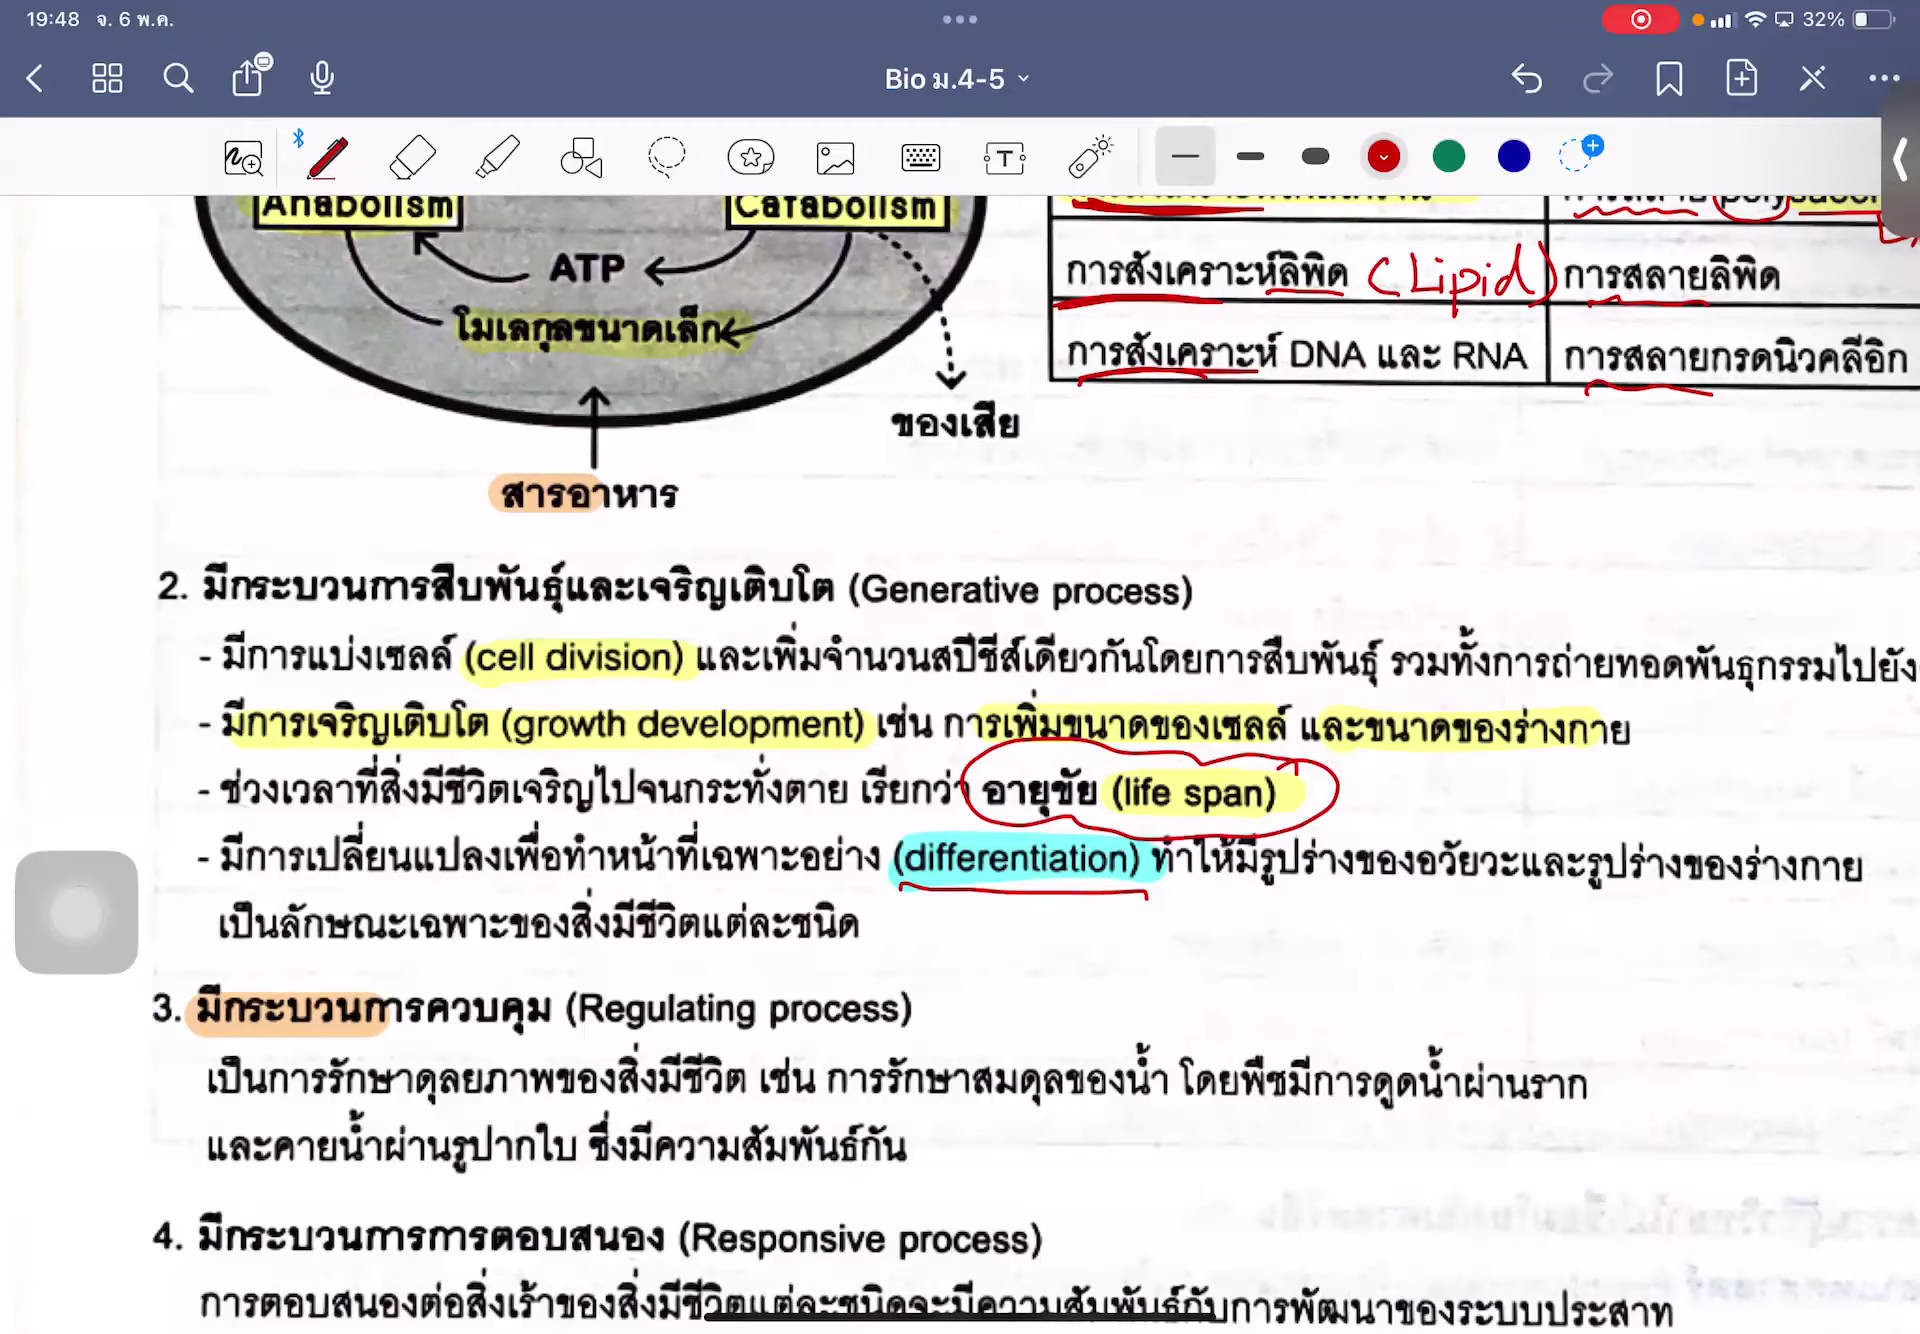 19:48 จ. 6 พ.ค.
32%
Bio ม.4-5
Anabolism
Catabolism
ATP
โมเลกุลขนาดเล็ก
ของเสีย
สารอาหาร
การสลาย
การสังเคราะห์ลิพิด (Lipid) การสลายลิพิด
การสังเคราะห์ DNA และ RNA การสลายกรดนิวคลีอิก
2. มีกระบวนการสืบพันธุ์และเจริญเติบโต (Generative process)
- มีการแบ่งเซลล์ (cell division) และเพิ่มจำนวนสปีชีส์เดียวกันโดยการสืบพันธุ์ รวมทั้งการถ่ายทอดพันธุกรรมไปยัง
- มีการเจริญเติบโต (growth development) เช่น การเพิ่มขนาดของเซลล์ และขนาดของร่างกาย
- ช่วงเวลาที่สิ่งมีชีวิตเจริญไปจนกระทั่งตาย เรียกว่า อายุขัย (life span)
- มีการเปลี่ยนแปลงเพื่อทำหน้าที่เฉพาะอย่าง (differentiation) ทำให้มีรูปร่างของอวัยวะและรูปร่างของร่างกาย
เป็นลักษณะเฉพาะของสิ่งมีชีวิตแต่ละชนิด
3. มีกระบวนการควบคุม (Regulating process)
เป็นการรักษาดุลยภาพของสิ่งมีชีวิต เช่น การรักษาสมดุลของน้ำ โดยพืชมีการดูดน้ำผ่านราก
และคายน้ำผ่านรูปากใบ ซึ่งมีความสัมพันธ์กัน
4. มีกระบวนการการตอบสนอง (Responsive process)
การตอบสนองต่อสิ่งเร้าของสิ่งมีชีวิตแต่ละชนิดจะมีความสัมพันธ์กับการพัฒนาของระบบประสาท